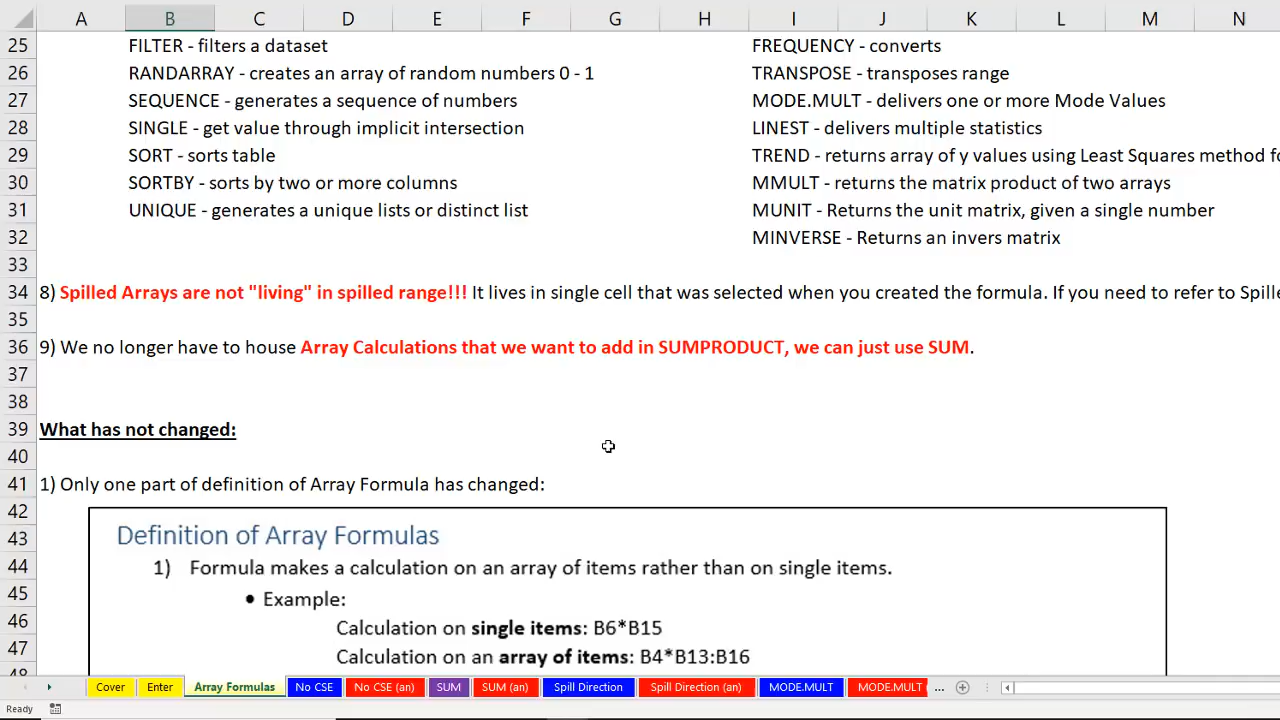 A B C D E F G H I J K L M N
25 FILTER - filters a dataset FREQUENCY - converts
26 RANDARRAY - creates an array of random numbers 0 - 1 TRANSPOSE - transposes range
27 SEQUENCE - generates a sequence of numbers MODE.MULT - delivers one or more Mode Values
28 SINGLE - get value through implicit intersection LINEST - delivers multiple statistics
29 SORT - sorts table TREND - returns array of y values using Least Squares method fo
30 SORTBY - sorts by two or more columns MMULT - returns the matrix product of two arrays
31 UNIQUE - generates a unique lists or distinct list MUNIT - Returns the unit matrix, given a single number
32 MINVERSE - Returns an invers matrix
33
34 8) Spilled Arrays are not "living" in spilled range!!! It lives in single cell that was selected when you created the formula. If you need to refer to Spille
35
36 9) We no longer have to house Array Calculations that we want to add in SUMPRODUCT, we can just use SUM.
37
38
39 What has not changed:
40
41 1) Only one part of definition of Array Formula has changed:
42
43 Definition of Array Formulas
44 1) Formula makes a calculation on an array of items rather than on single items.
45 • Example:
46 Calculation on single items: B6*B15
47 Calculation on an array of items: B4*B13:B16
48
Cover Enter Array Formulas No CSE No CSE (an) SUM SUM (an) Spill Direction Spill Direction (an) MODE.MULT MODE.MULT ( ...
Ready